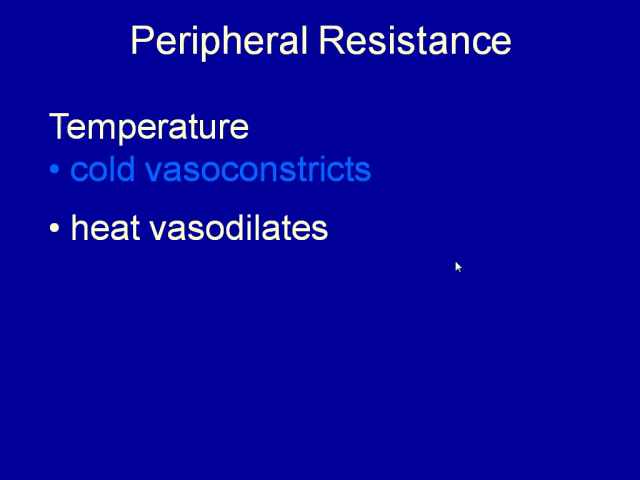 Peripheral Resistance
Temperature
• cold vasoconstricts
• heat vasodilates